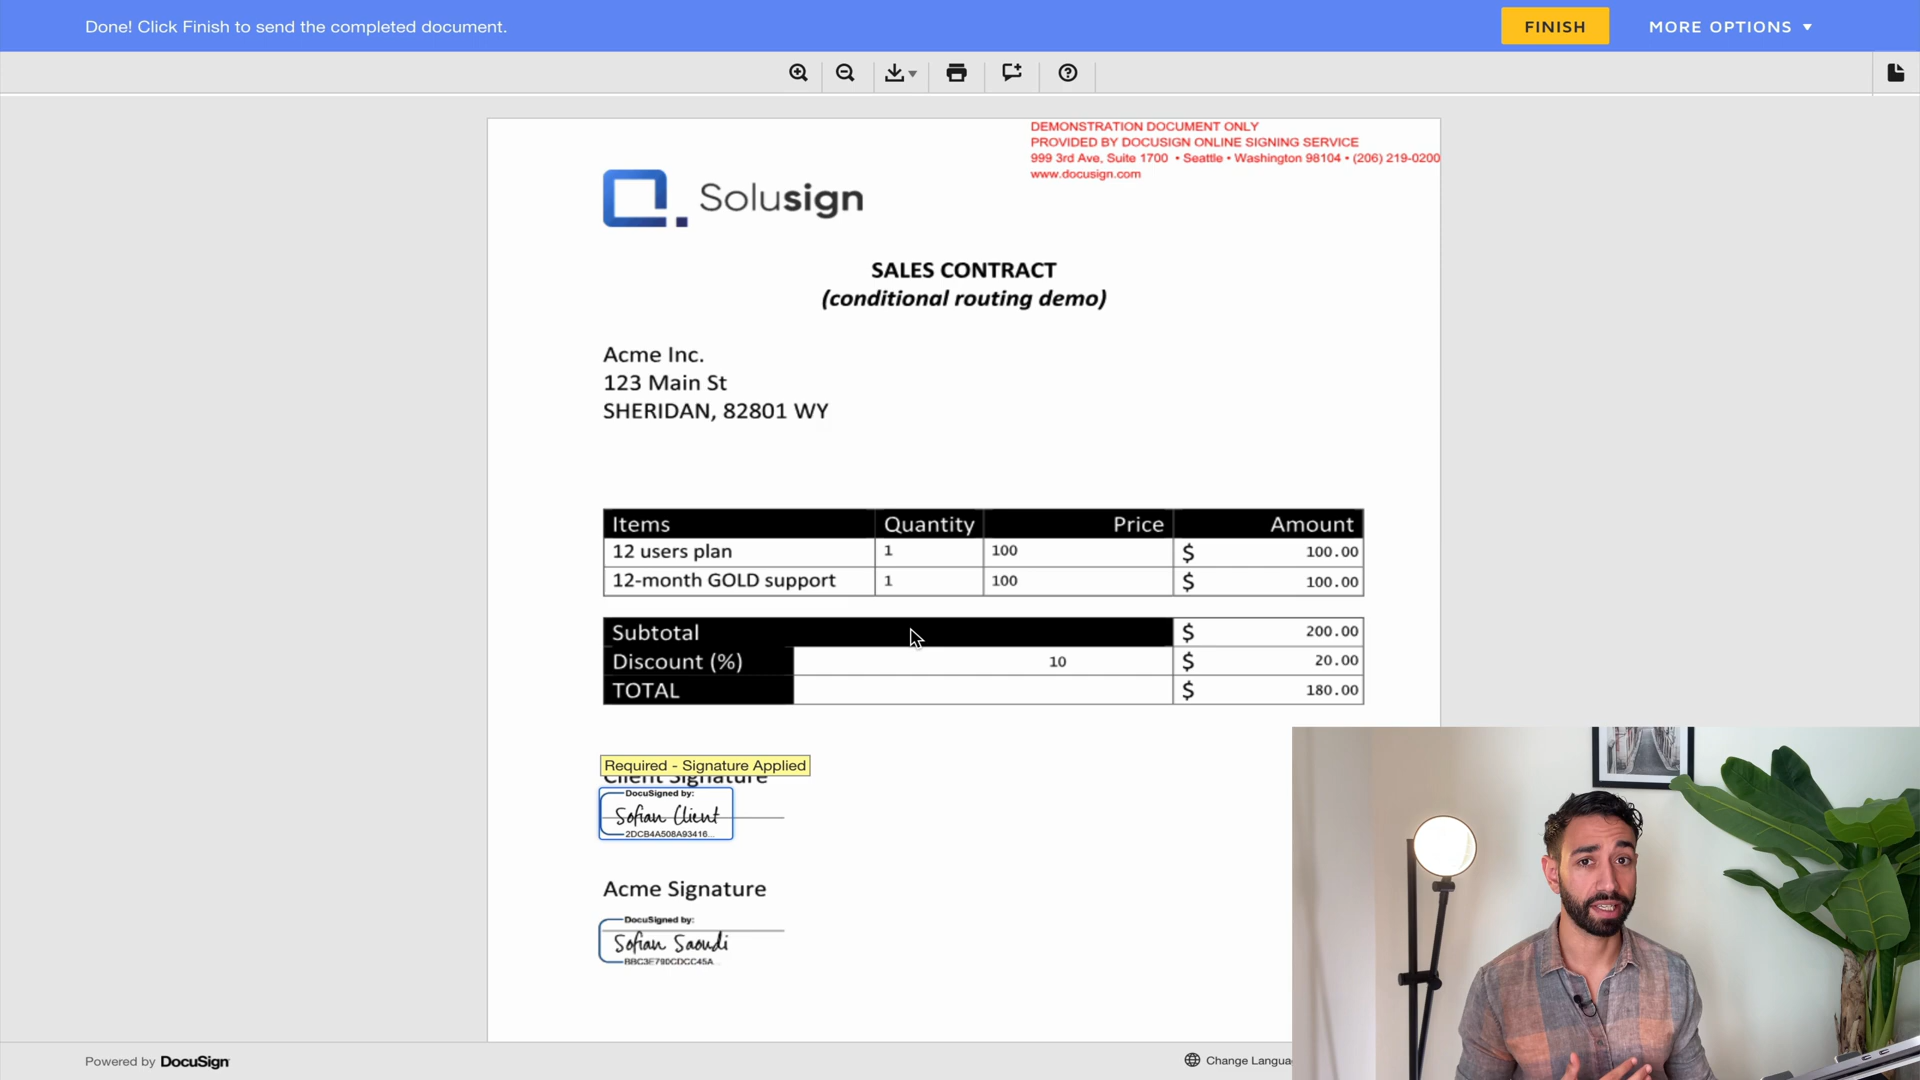 Done! Click Finish to send the completed document.
FINISH
MORE OPTIONS
DEMONSTRATION DOCUMENT ONLY
PROVIDED BY DOCUSIGN ONLINE SIGNING SERVICE
999 3rd Ave, Suite 1700 • Seattle • Washington 98104 • (206) 219-0200
www.docusign.com
Solusign
SALES CONTRACT
(conditional routing demo)
Acme Inc.
123 Main St
SHERIDAN, 82801 WY
Items Quantity Price Amount
12 users plan 1 100 $ 100.00
12-month GOLD support 1 100 $ 100.00
Subtotal $ 200.00
Discount (%) 10 $ 20.00
TOTAL $ 180.00
Required - Signature Applied
Client Signature
DocuSigned by:
Sofian Client
2DCB4A508A93416...
Acme Signature
DocuSigned by:
Sofian Saoudi
BBC3E79DCDCC45A...
Powered by DocuSign
Change Langua